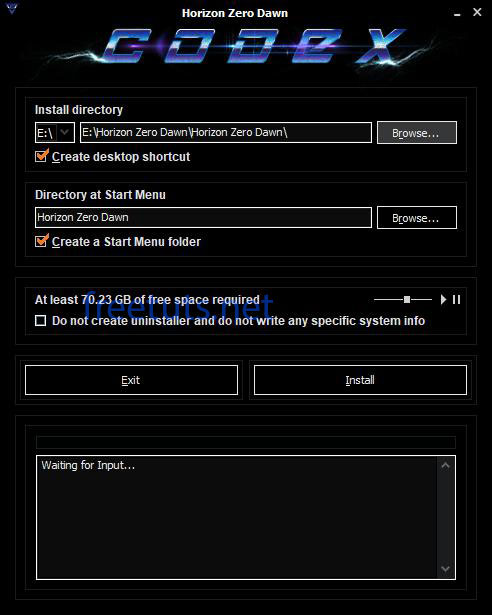 Horizon Zero Dawn
CODEX
Install directory
E:\ E:\Horizon Zero Dawn\Horizon Zero Dawn\ Browse...
Create desktop shortcut
Directory at Start Menu
Horizon Zero Dawn Browse...
Create a Start Menu folder
At least 70.23 GB of free space required
freetuts.net
Do not create uninstaller and do not write any specific system info
Exit Install
Waiting for Input...